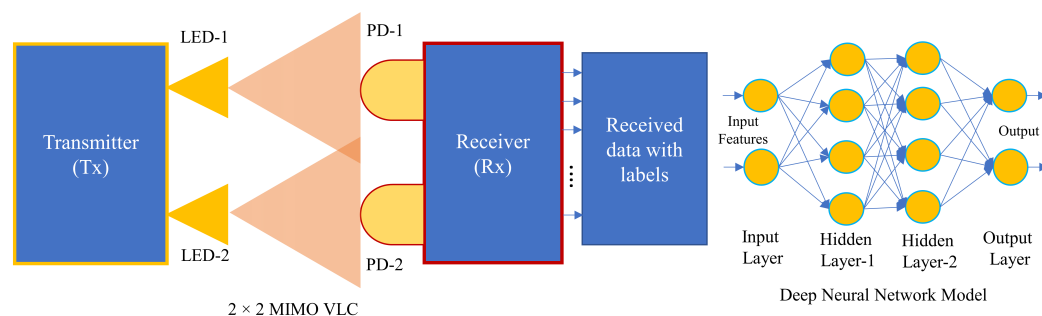 LED-1
PD-1
Transmitter
(Tx)
Receiver
(Rx)
Received
data with
labels
Input
Features
Output
LED-2
PD-2
2 × 2 MIMO VLC
Input
Layer
Hidden
Layer-1
Hidden
Layer-2
Output
Layer
Deep Neural Network Model